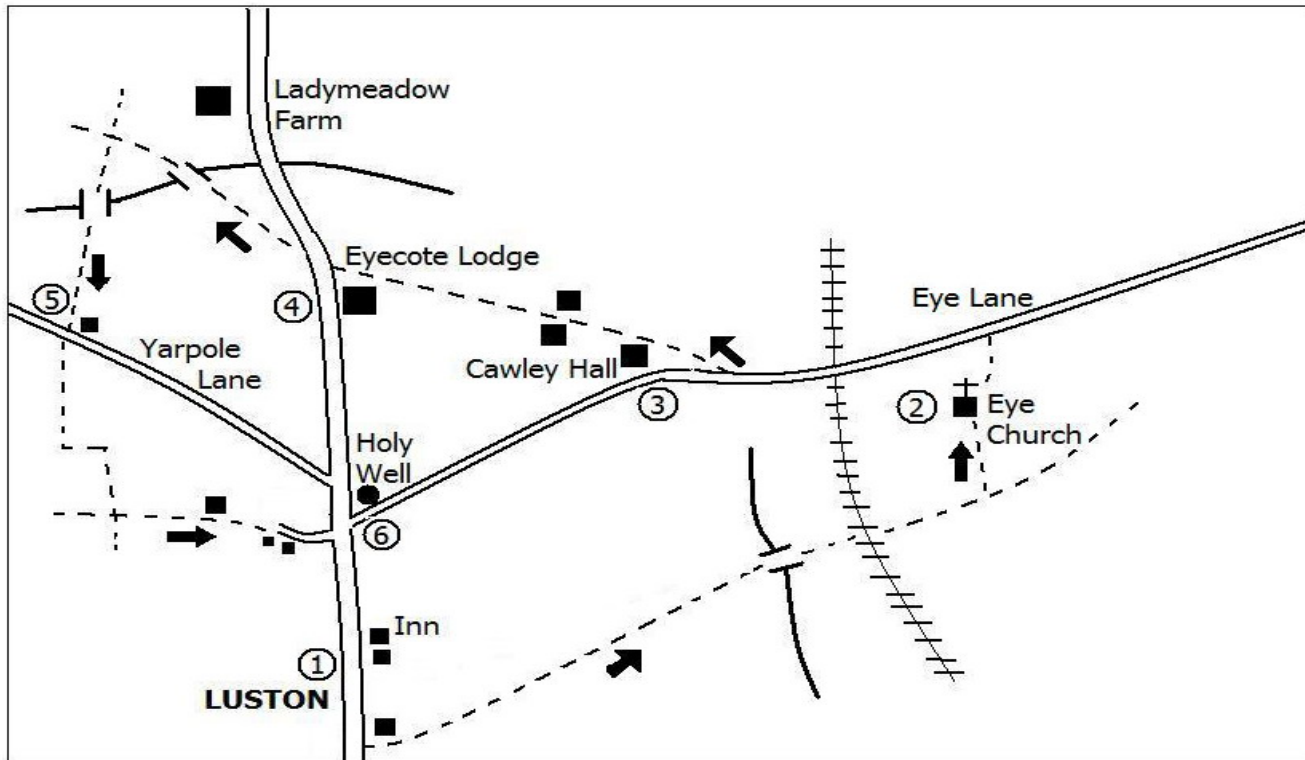 Ladymeadow
Farm
Eyecote Lodge
Eye Lane
⑤
④
Yarpole
Lane
Cawley Hall
③
②
Eye
Church
Holy
Well
⑥
Inn
①
LUSTON